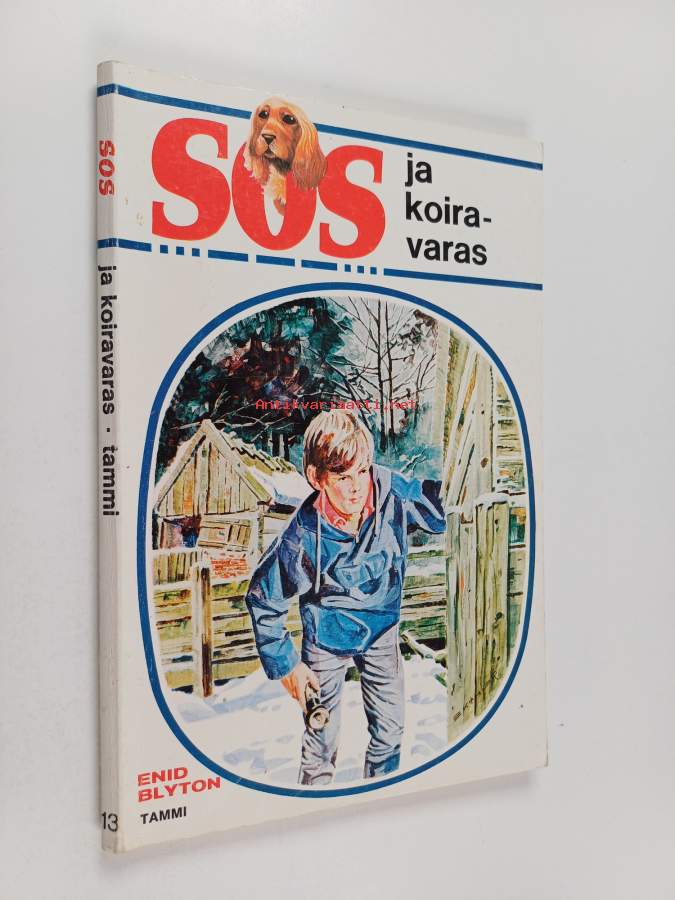 SOS
ja
koira-
varas
Antikvariaatti.net
ENID
BLYTON
TAMMI
SOS ja koiravaras · tammi
13